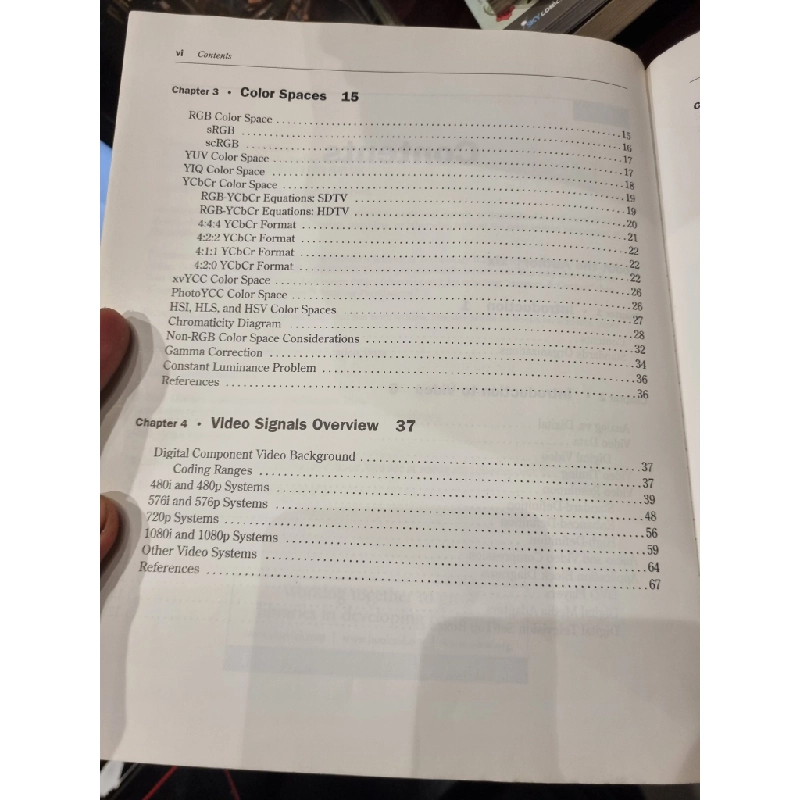 vi Contents
Chapter 3 • Color Spaces 15
RGB Color Space ........ 15
sRGB ........ 16
scRGB ........ 17
YUV Color Space ........ 17
YIQ Color Space ........ 18
YCbCr Color Space ........ 19
RGB-YCbCr Equations: SDTV ........ 19
RGB-YCbCr Equations: HDTV ........ 20
4:4:4 YCbCr Format ........ 21
4:2:2 YCbCr Format ........ 22
4:1:1 YCbCr Format ........ 22
4:2:0 YCbCr Format ........ 22
xvYCC Color Space ........ 26
PhotoYCC Color Space ........ 26
HSI, HLS, and HSV Color Spaces ........ 27
Chromaticity Diagram ........ 28
Non-RGB Color Space Considerations ........ 32
Gamma Correction ........ 34
Constant Luminance Problem ........ 36
References ........ 36
Chapter 4 • Video Signals Overview 37
Digital Component Video Background ........ 37
Coding Ranges ........ 37
480i and 480p Systems ........ 39
576i and 576p Systems ........ 48
720p Systems ........ 56
1080i and 1080p Systems ........ 59
Other Video Systems ........ 64
References ........ 67